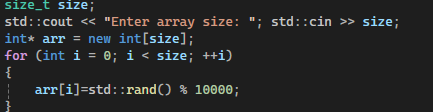 size_t size;
std::cout << "Enter array size: "; std::cin >> size;
int* arr = new int[size];
for (int i = 0; i < size; ++i)
{
    arr[i]=std::rand() % 10000;
}